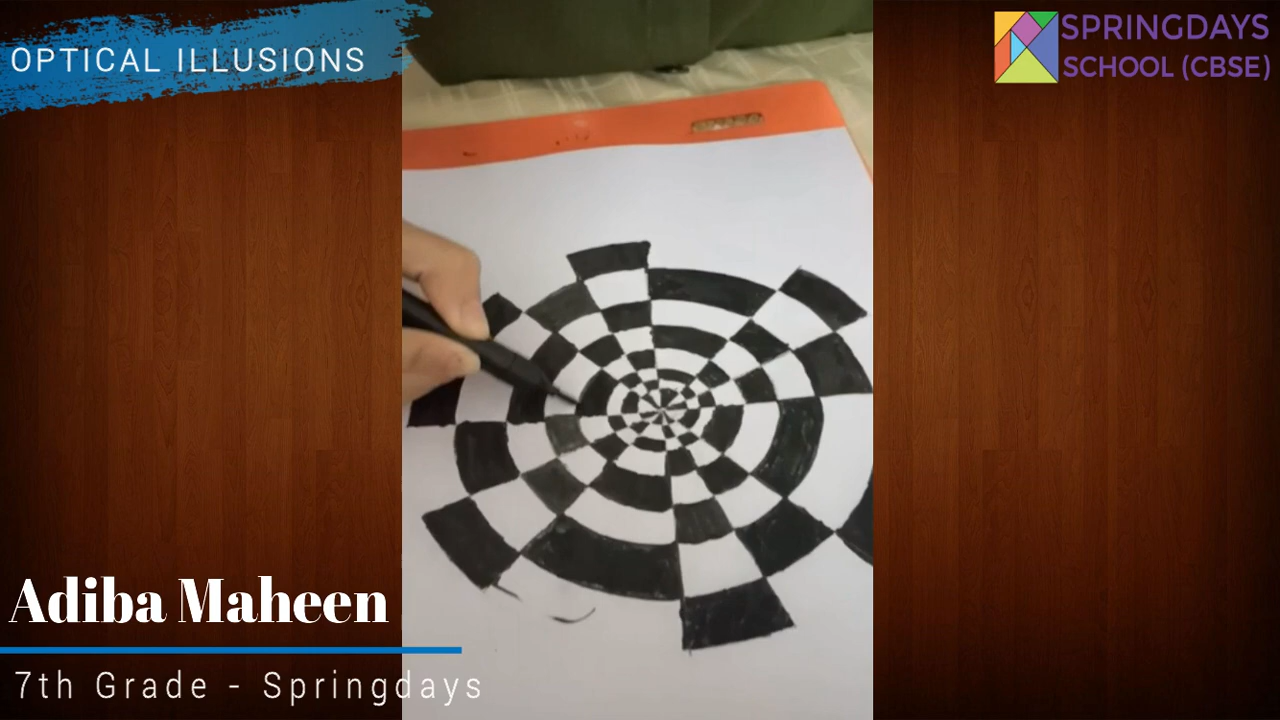 OPTICAL ILLUSIONS
SPRINGDAYS
SCHOOL (CBSE)
Adiba Maheen
7th Grade - Springdays